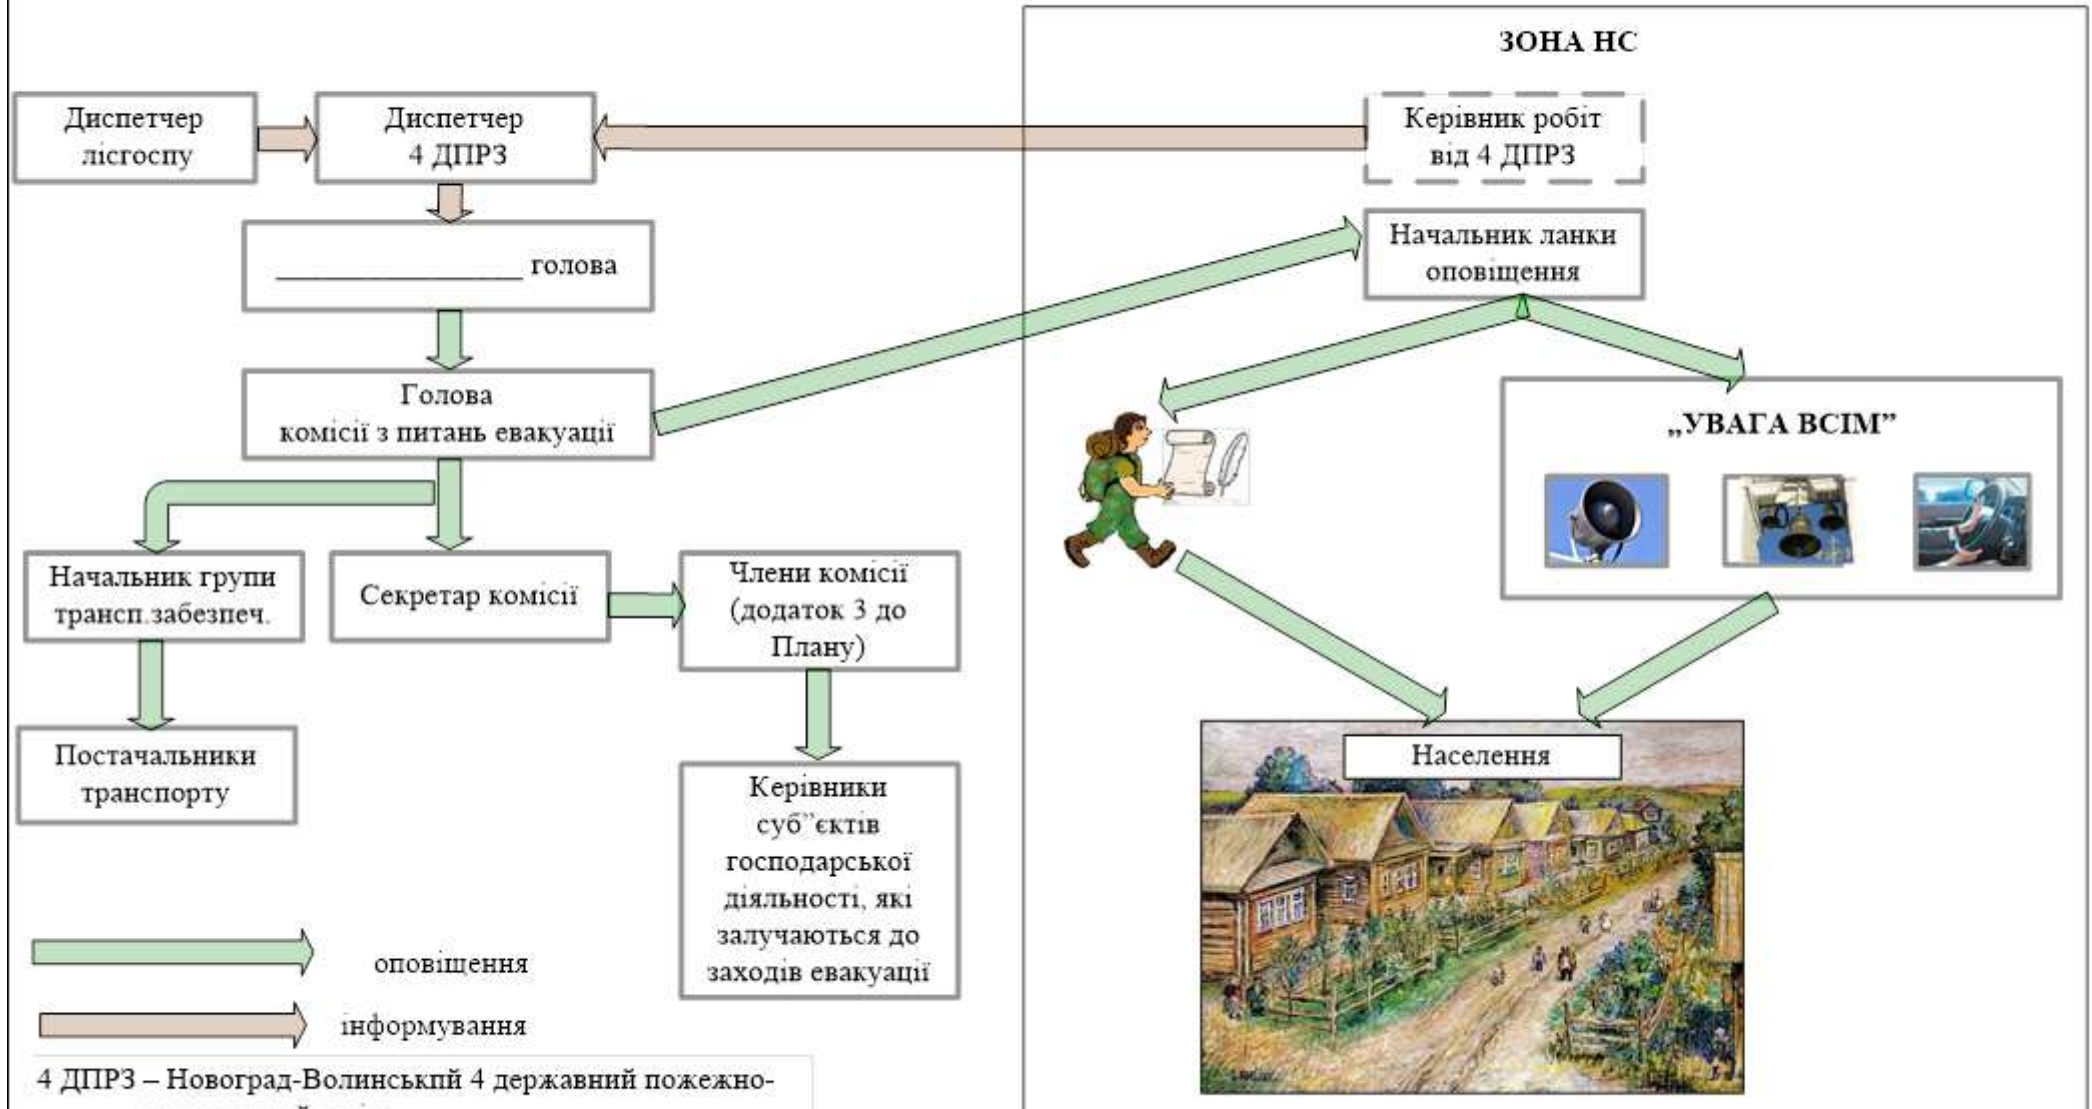 ЗОНА НС
Диспетчер
лісгоспу
Диспетчер
4 ДПРЗ
Керівник робіт
від 4 ДПРЗ
____________________ голова
Начальник ланки
оповіщення
Голова
комісії з питань евакуації
„УВАГА ВСІМ”
Начальник групи
трансп.забезпеч.
Секретар комісії
Члени комісії
(додаток 3 до
Плану)
Постачальники
транспорту
Керівники
суб”єктів
господарської
діяльності, які
залучаються до
заходів евакуації
Населення
оповіщення
інформування
4 ДПРЗ – Новоград-Волинськпй 4 державний пожежно-